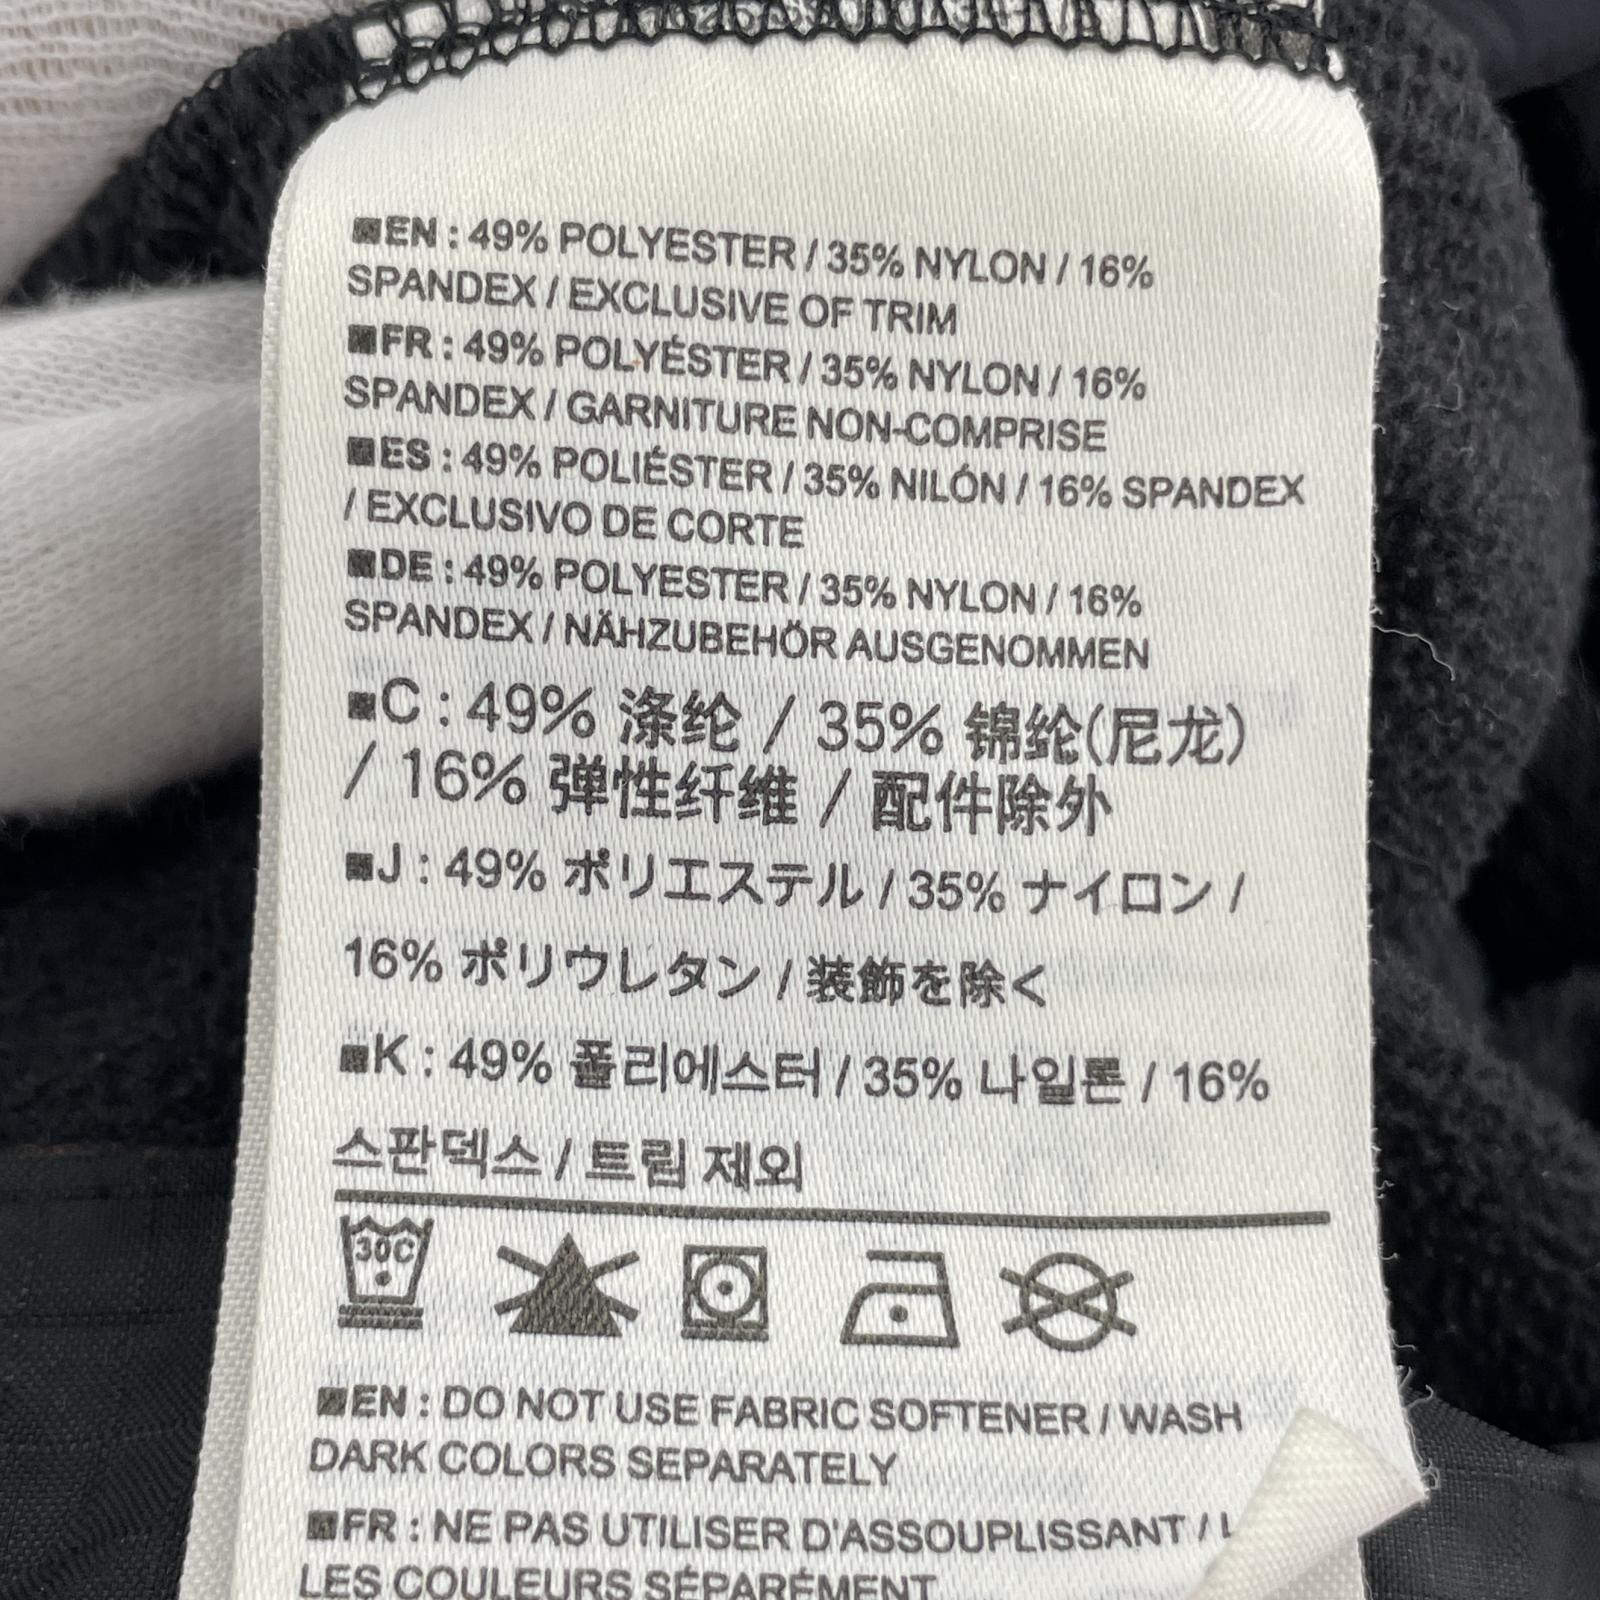 ■EN : 49% POLYESTER / 35% NYLON / 16%
SPANDEX / EXCLUSIVE OF TRIM
■FR : 49% POLYÉSTER / 35% NYLON / 16%
SPANDEX / GARNITURE NON-COMPRISE
■ES : 49% POLIÉSTER / 35% NILÓN / 16% SPANDEX
/ EXCLUSIVO DE CORTE
■DE : 49% POLYESTER / 35% NYLON / 16%
SPANDEX / NÄHZUBEHÖR AUSGENOMMEN
■C : 49% 涤纶 / 35% 锦纶(尼龙)
/ 16% 弹性纤维 / 配件除外
■J : 49% ポリエステル / 35% ナイロン /
16% ポリウレタン / 装飾を除く
■K : 49% 폴리에스터 / 35% 나일론 / 16%
스판덱스 / 트림 제외
30C
■EN : DO NOT USE FABRIC SOFTENER / WASH
DARK COLORS SEPARATELY
■FR : NE PAS UTILISER D'ASSOUPLISSANT /
LES COULEURS SÉPARÉMENT